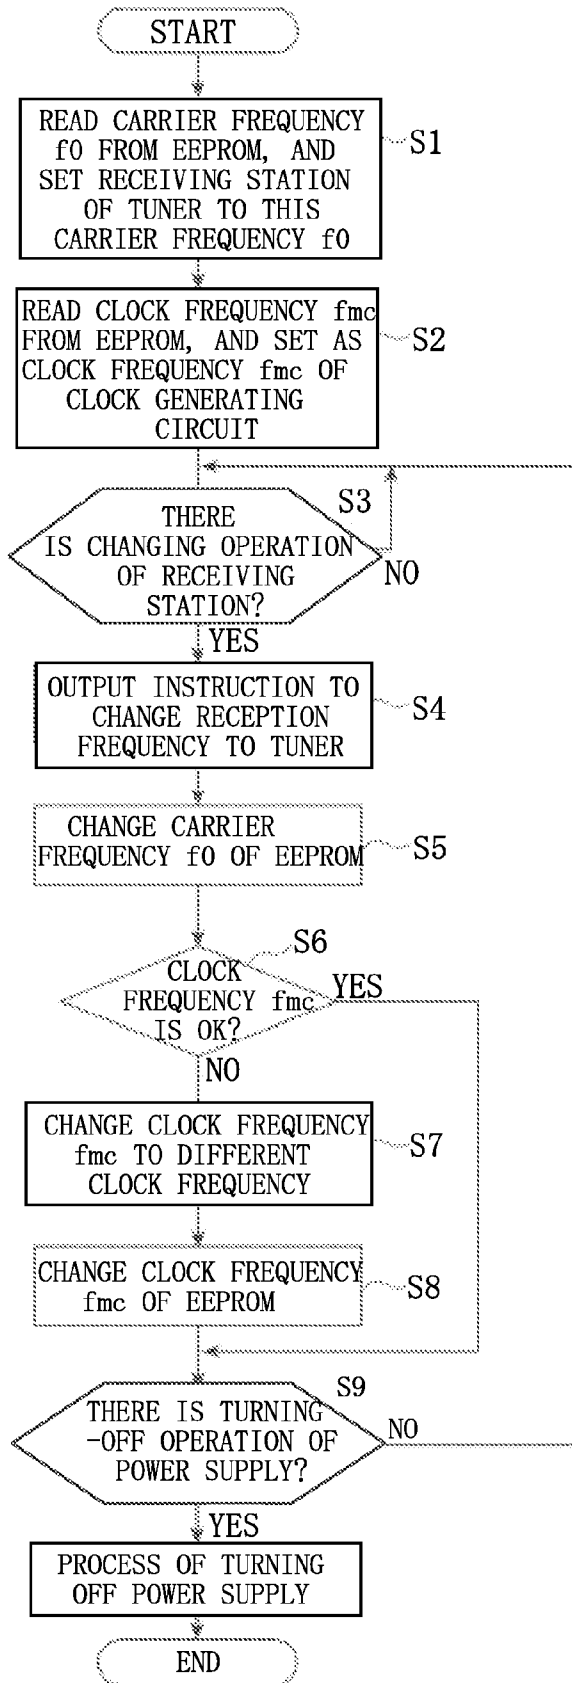 START
READ CARRIER FREQUENCY
f0 FROM EEPROM, AND
SET RECEIVING STATION
OF TUNER TO THIS
CARRIER FREQUENCY f0
S1
READ CLOCK FREQUENCY fmc
FROM EEPROM, AND SET AS
CLOCK FREQUENCY fmc OF
CLOCK GENERATING
CIRCUIT
S2
S3
THERE
IS CHANGING OPERATION
OF RECEIVING
STATION?
NO
YES
OUTPUT INSTRUCTION TO
CHANGE RECEPTION
FREQUENCY TO TUNER
S4
CHANGE CARRIER
FREQUENCY f0 OF EEPROM
S5
S6
CLOCK
FREQUENCY fmc
IS OK?
YES
NO
CHANGE CLOCK FREQUENCY
fmc TO DIFFERENT
CLOCK FREQUENCY
S7
CHANGE CLOCK FREQUENCY
fmc OF EEPROM
S8
S9
THERE IS TURNING
-OFF OPERATION OF
POWER SUPPLY?
NO
YES
PROCESS OF TURNING
OFF POWER SUPPLY
END